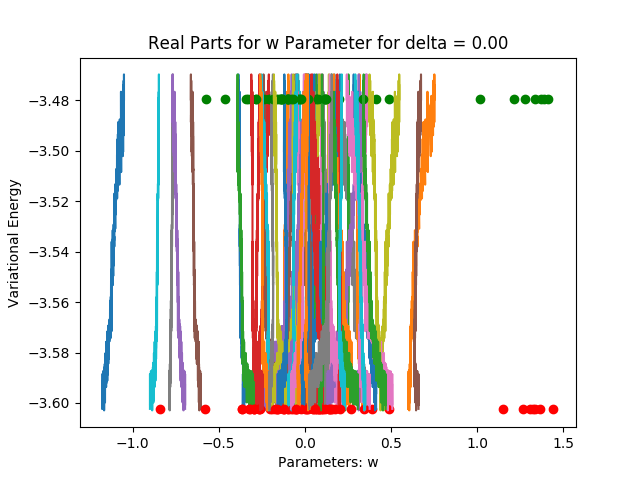 Real Parts for w Parameter for delta = 0.00
Variational Energy
−3.48
−3.50
−3.52
−3.54
−3.56
−3.58
−3.60
−1.0 −0.5 0.0 0.5 1.0 1.5
Parameters: w